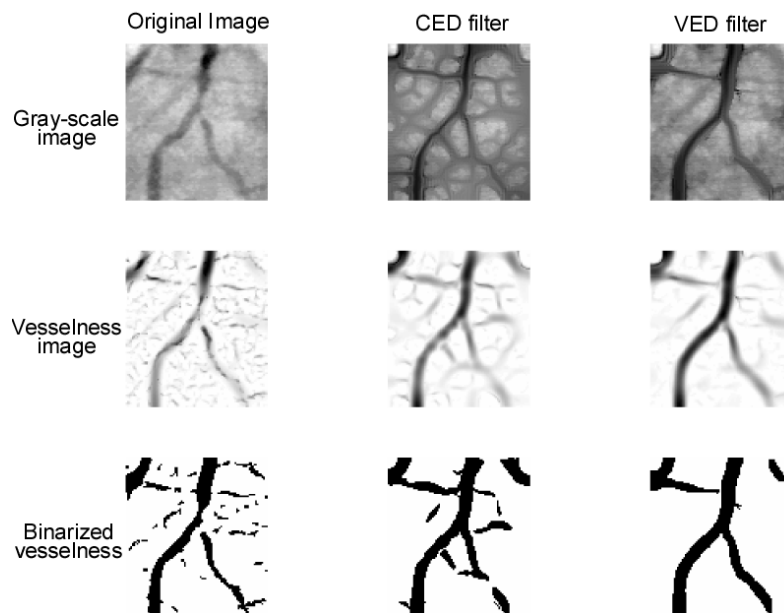 Original Image
CED filter
VED filter
Gray-scale
image
Vesselness
image
Binarized
vesselness